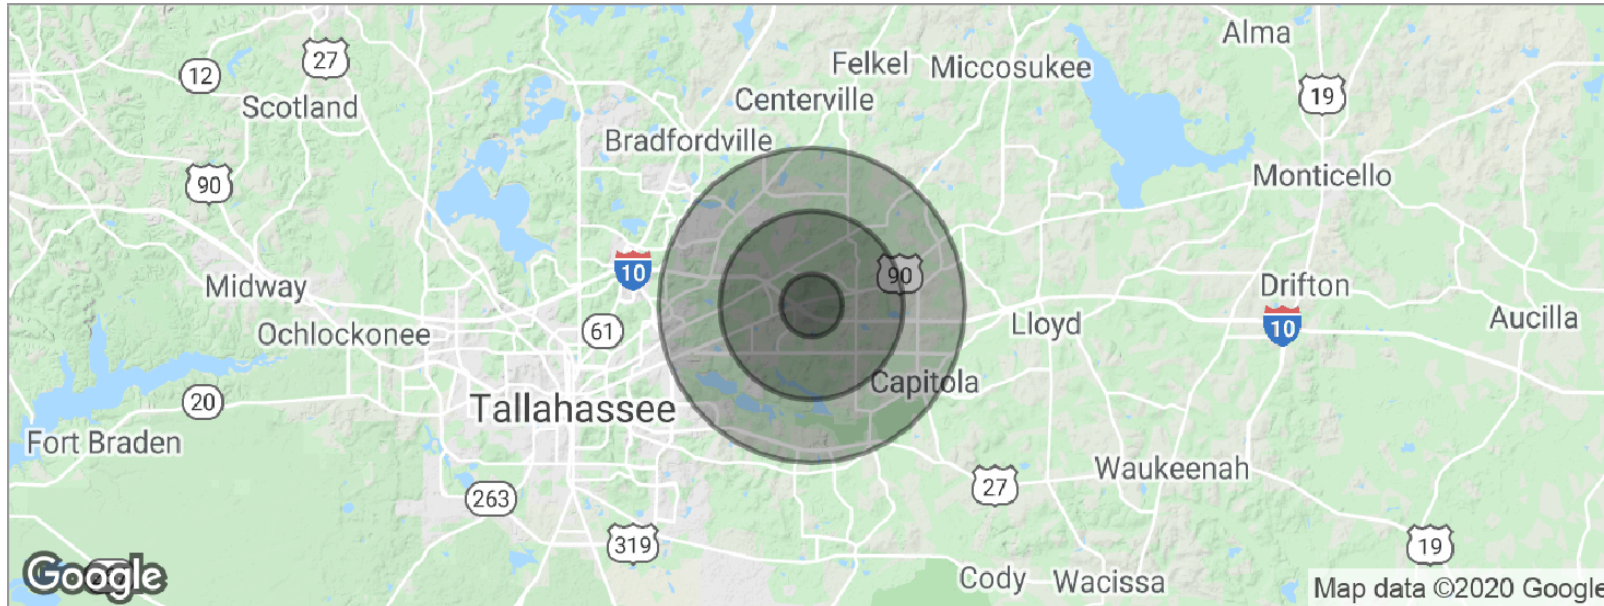 Alma
27
Felkel
Miccosukee
12
19
Scotland
Centerville
Bradfordville
90
Monticello
10
90
Midway
Drifton
Ochlockonee
61
Lloyd
10
Aucilla
Capitola
20
Tallahassee
Fort Braden
Waukeenah
263
27
319
19
Google
Cody
Wacissa
Map data ©2020 Google